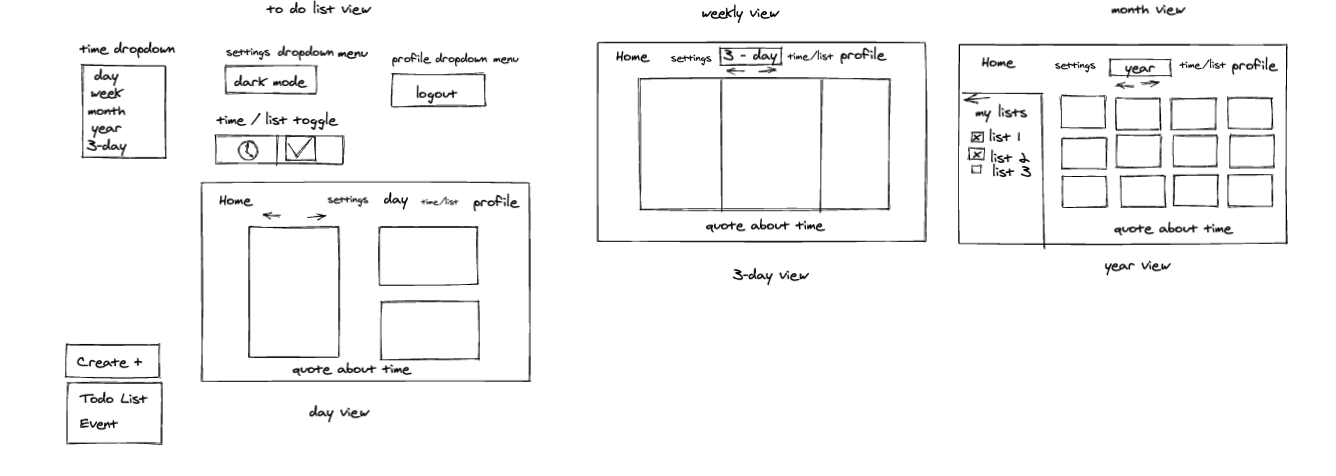 to do list view
weekly view
month view
time dropdown
day
week
month
year
3-day
settings dropdown menu
dark mode
profile dropdown menu
logout
time / list toggle
Home settings day time/list profile
quote about time
day view
Create +
Todo List
Event
Home settings 3 - day time/list profile
quote about time
3-day view
Home settings year time/list profile
my lists
list 1
list 2
list 3
quote about time
year view